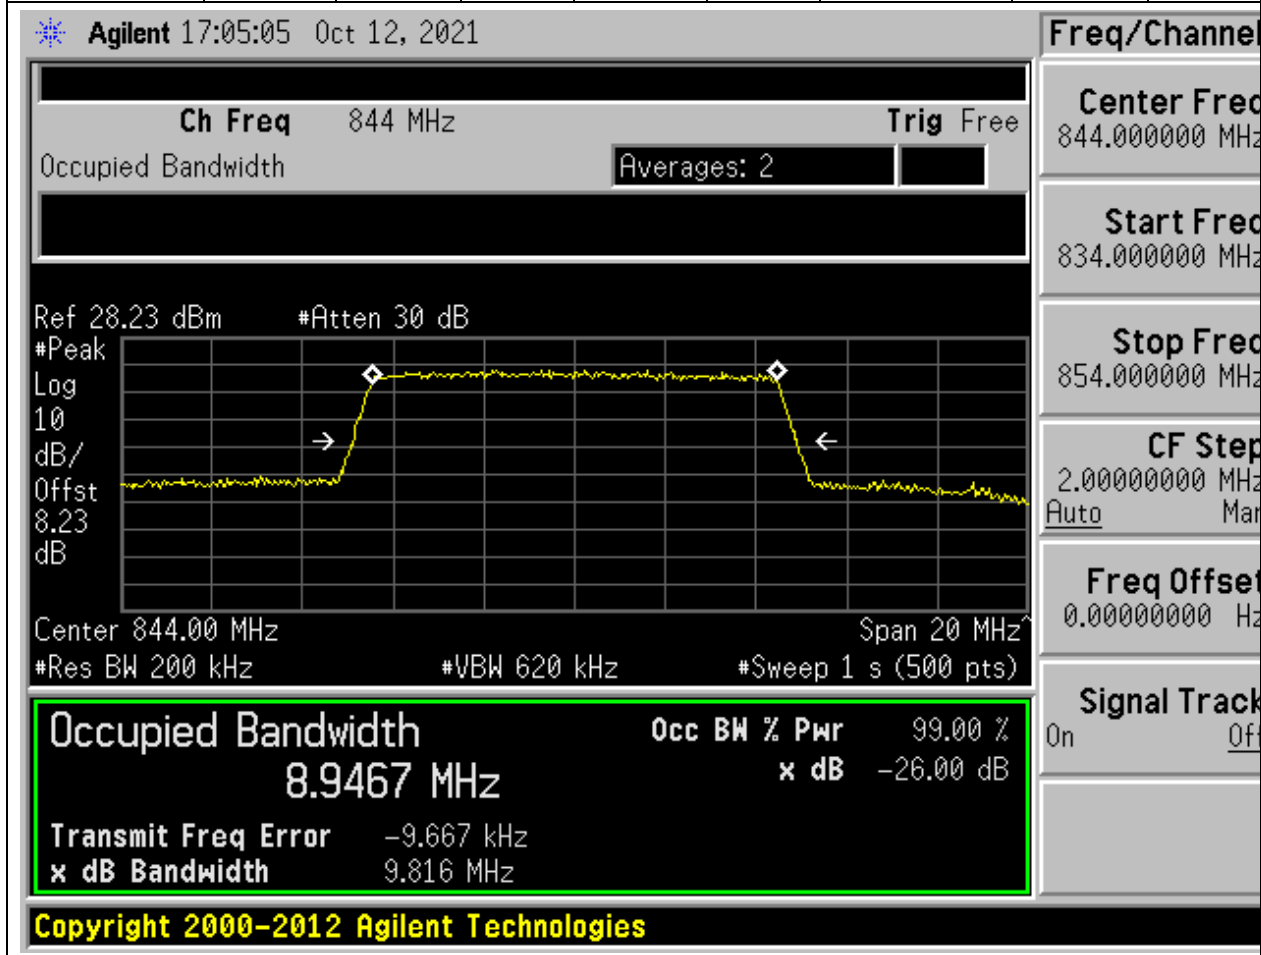 Agilent 17:05:05 Oct 12, 2021
Freq/Channel
Ch Freq 844 MHz Trig Free
Occupied Bandwidth Averages: 2
Center Freq
844.000000 MHz
Start Freq
834.000000 MHz
Stop Freq
854.000000 MHz
CF Step
2.00000000 MHz
Auto Man
Freq Offset
0.00000000 Hz
Signal Track
On Off
Ref 28.23 dBm #Atten 30 dB
#Peak
Log
10
dB/
Offst
8.23
dB
Center 844.00 MHz Span 20 MHz^
#Res BW 200 kHz #VBW 620 kHz #Sweep 1 s (500 pts)
Occupied Bandwidth
8.9467 MHz
Occ BW % Pwr 99.00 %
x dB -26.00 dB
Transmit Freq Error -9.667 kHz
x dB Bandwidth 9.816 MHz
Copyright 2000-2012 Agilent Technologies